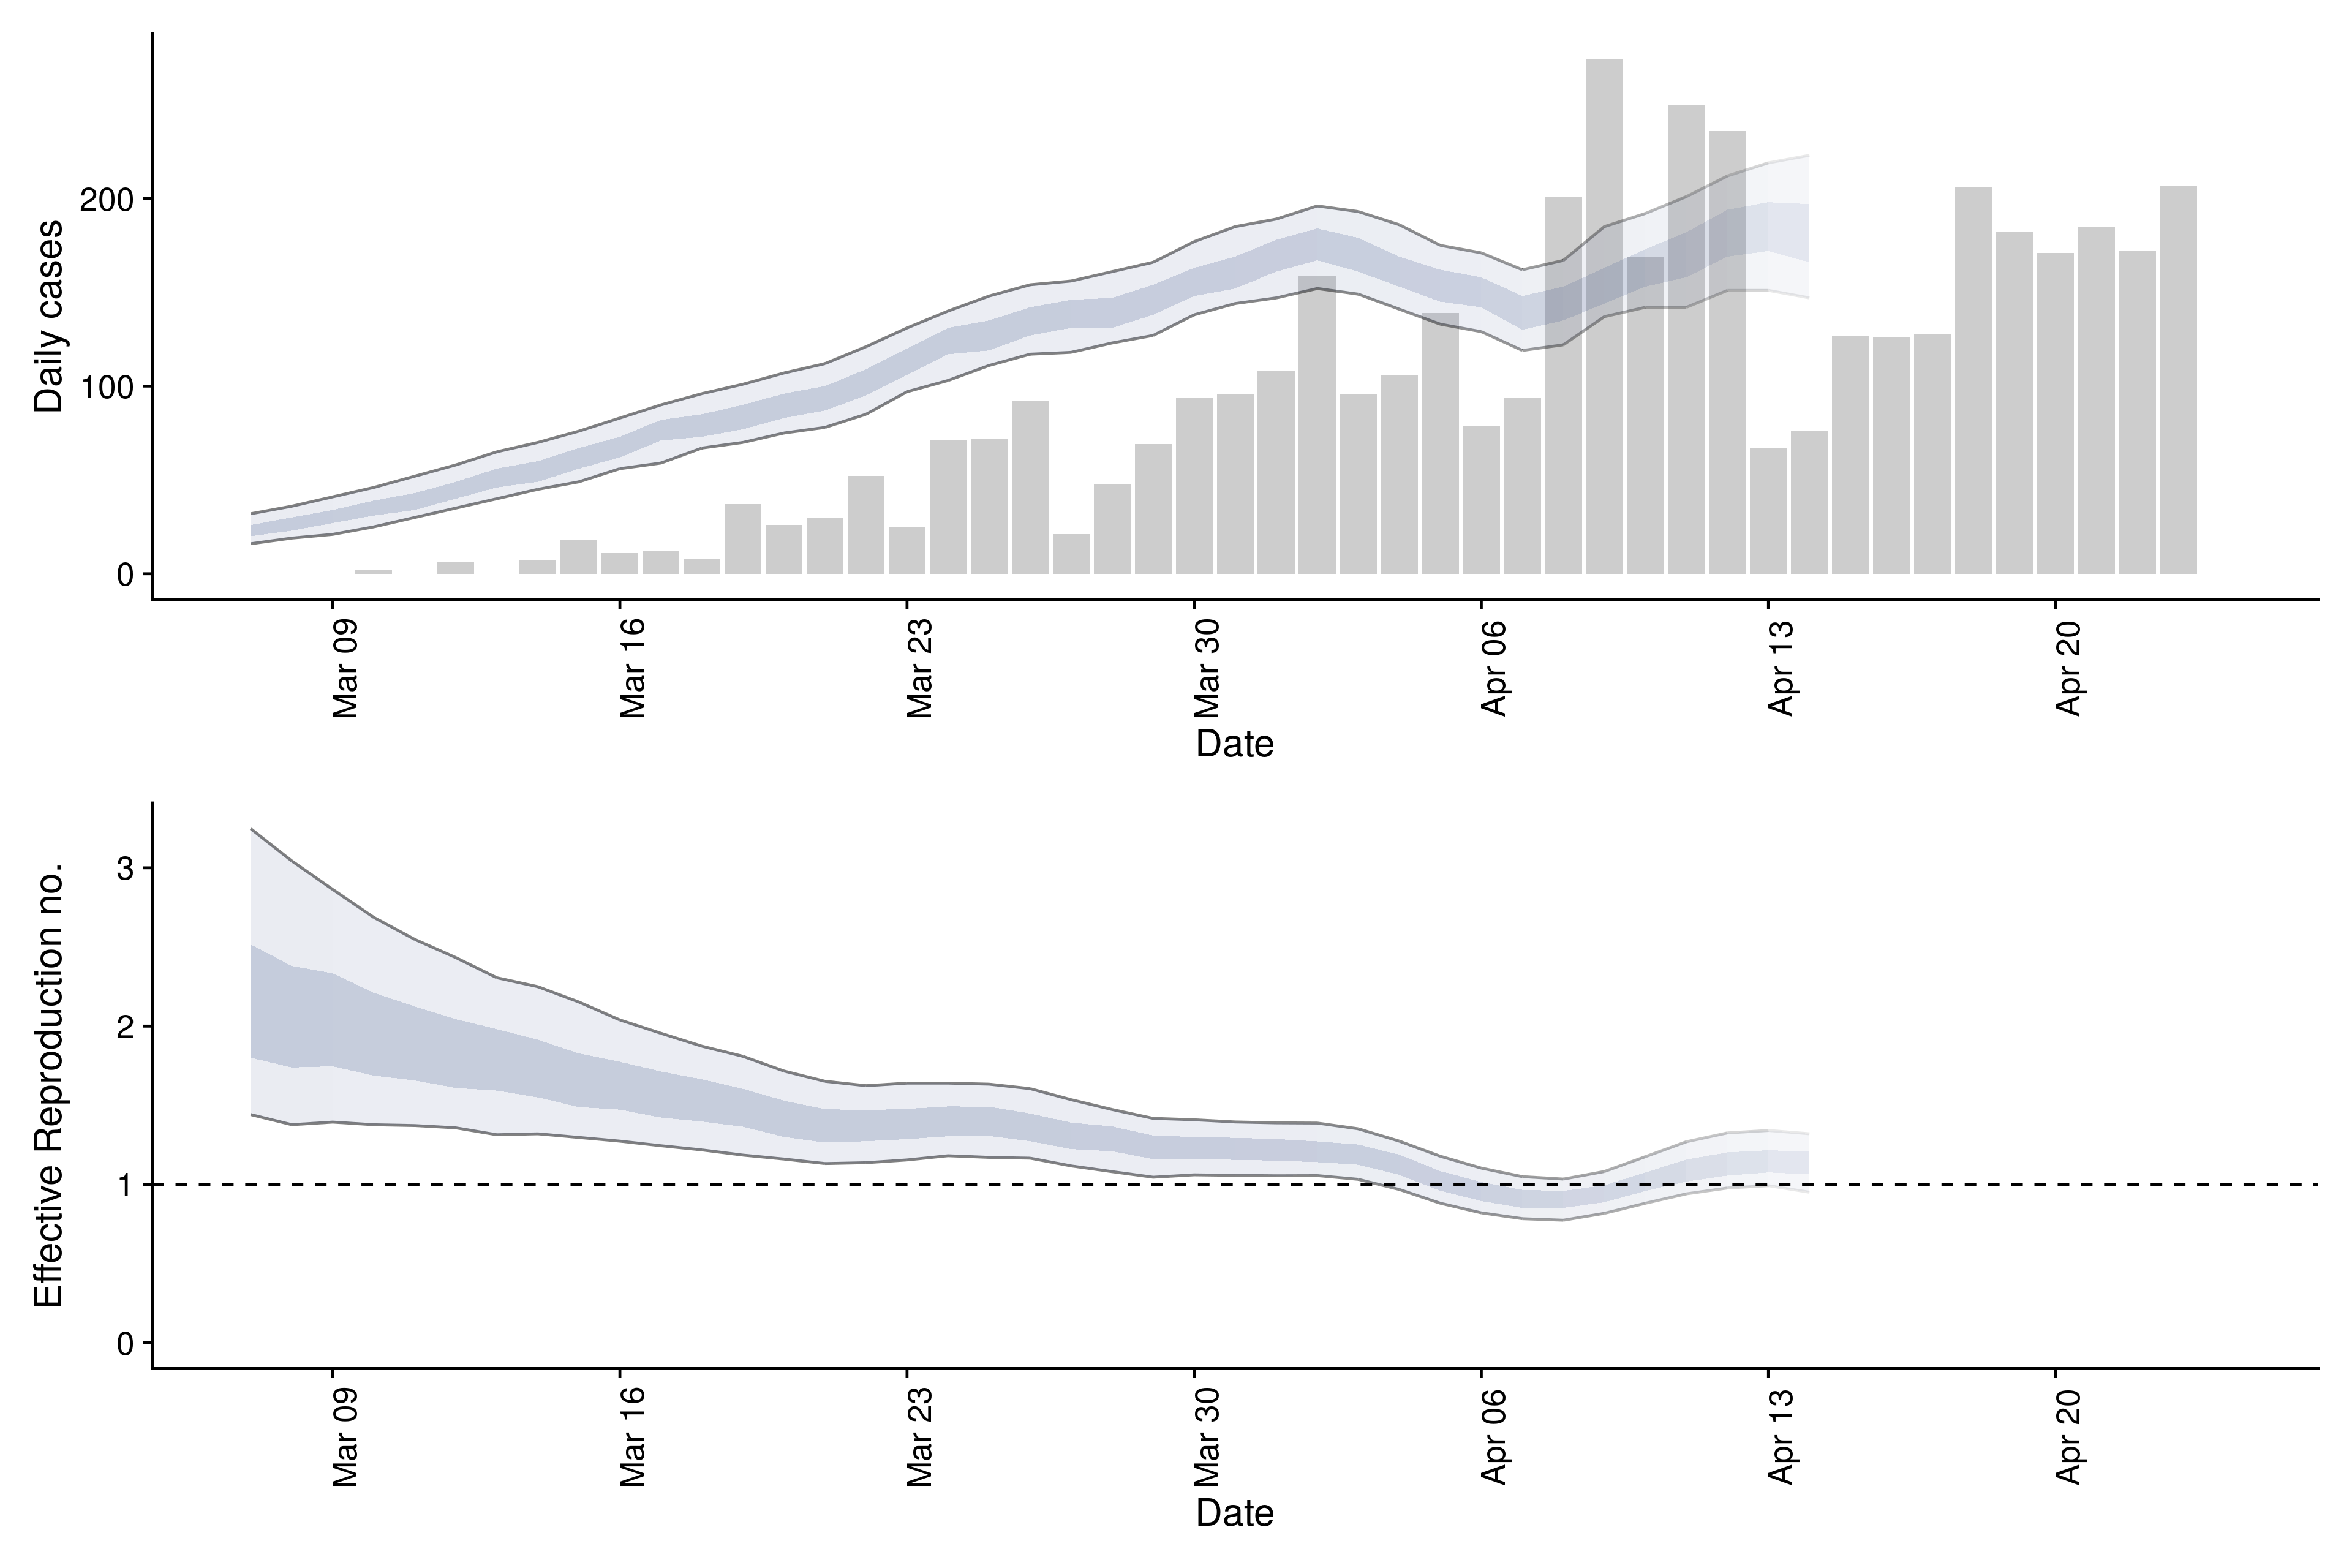 Daily cases
200
100
0
Mar 09
Mar 16
Mar 23
Mar 30
Apr 06
Apr 13
Apr 20
Date
Effective Reproduction no.
3
2
1
0
Mar 09
Mar 16
Mar 23
Mar 30
Apr 06
Apr 13
Apr 20
Date